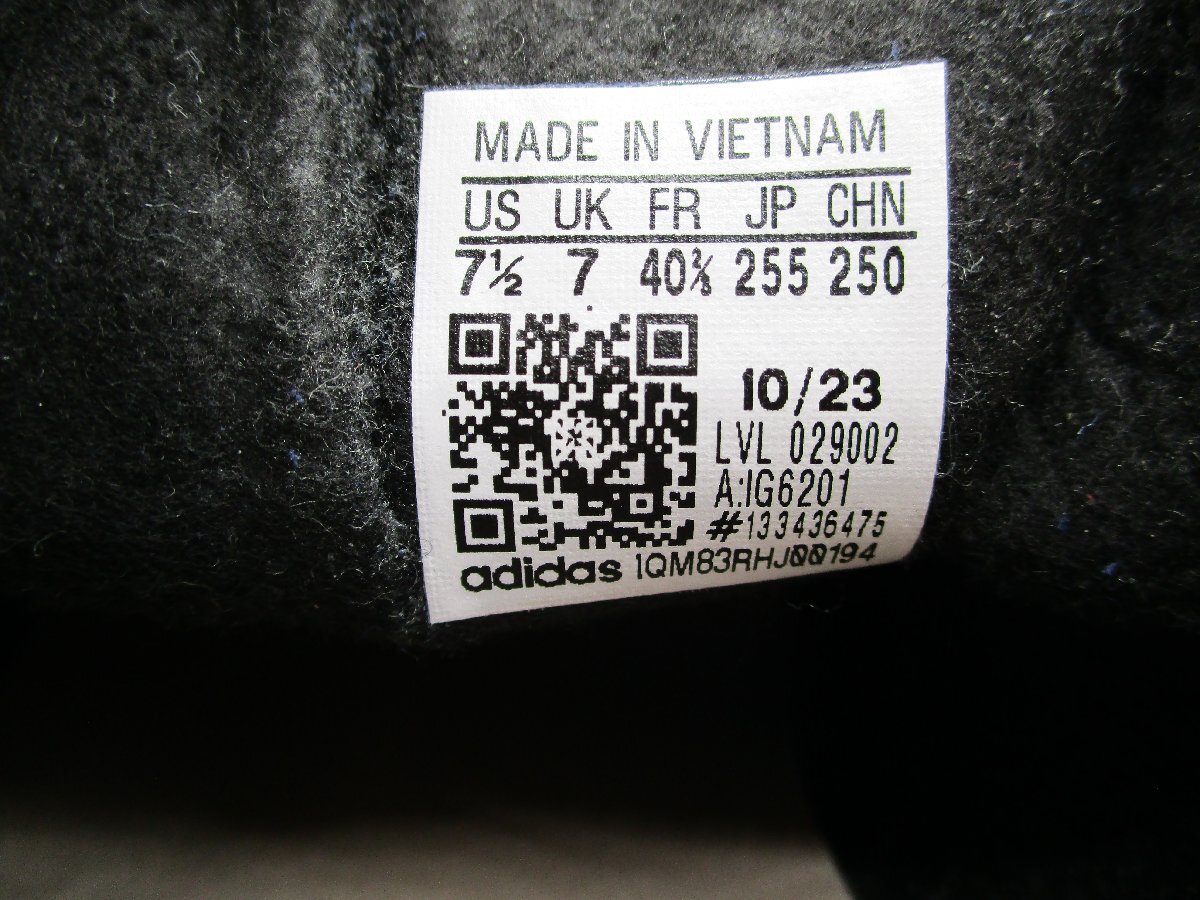 MADE IN VIETNAM
US UK FR JP CHN
7½ 7 40⅔ 255 250
10/23
LVL 029002
A:IG6201
#133436475
adidas 1QM83RHJ00194